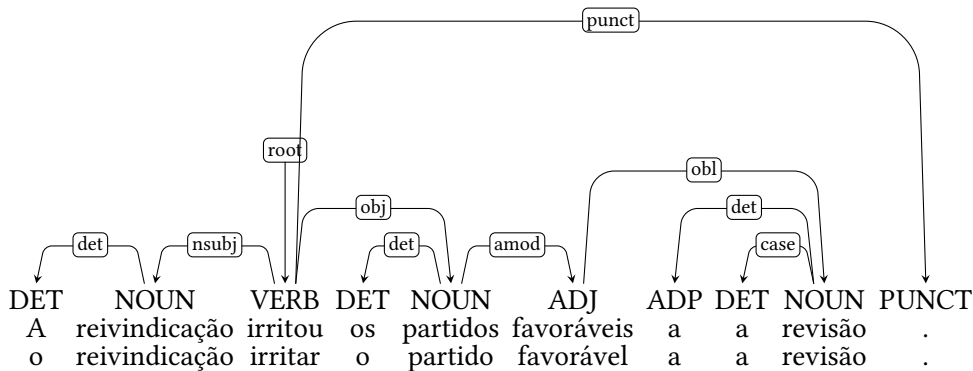 punct
root
obl
obj det
det nsubj det amod case
DET NOUN VERB DET NOUN ADJ ADP DET NOUN PUNCT
A reivindicação irritou os partidos favoráveis a a revisão .
o reivindicação irritar o partido favorável a a revisão .